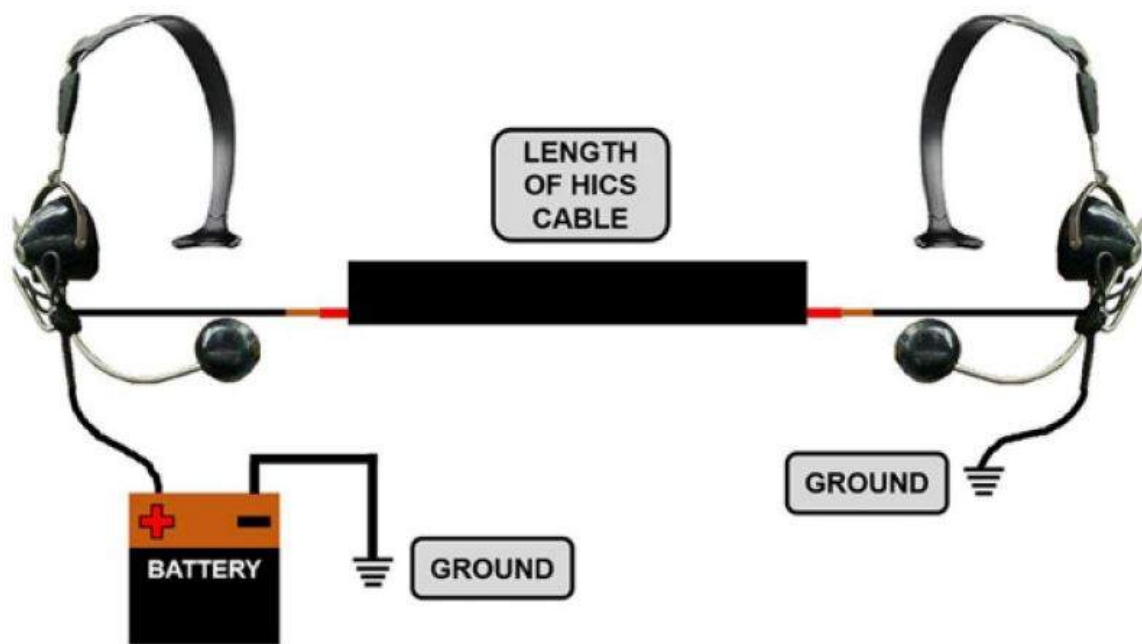 LENGTH
OF HICS
CABLE
GROUND
BATTERY
GROUND